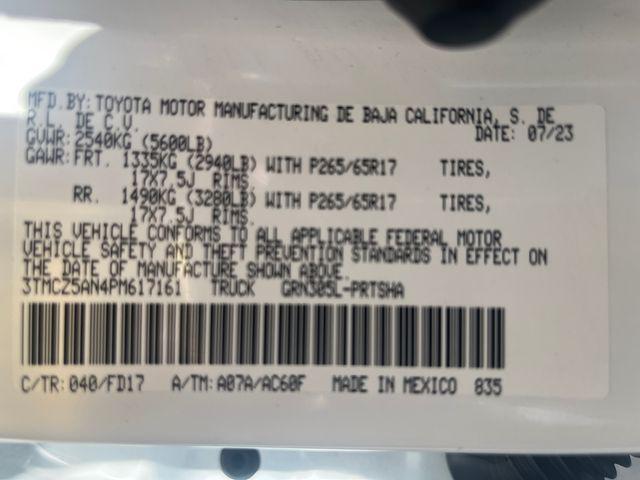 MFD.BY: TOYOTA MOTOR MANUFACTURING DE BAJA CALIFORNIA, S. DE
R.L. DE C.V. DATE: 07/23
GVWR: 2540KG (5600LB)
GAWR: FRT. 1335KG (2940LB) WITH P265/65R17 TIRES,
17X7.5J RIMS.
RR. 1490KG (3280LB) WITH P265/65R17 TIRES,
17X7.5J RIMS.
THIS VEHICLE CONFORMS TO ALL APPLICABLE FEDERAL MOTOR
VEHICLE SAFETY AND THEFT PREVENTION STANDARDS IN EFFECT ON
THE DATE OF MANUFACTURE SHOWN ABOVE.
3TMCZ5AN4PM617161 TRUCK GRN305L-PRTSHA
C/TR: 040/FD17 A/TM: A07A/AC60F MADE IN MEXICO 835